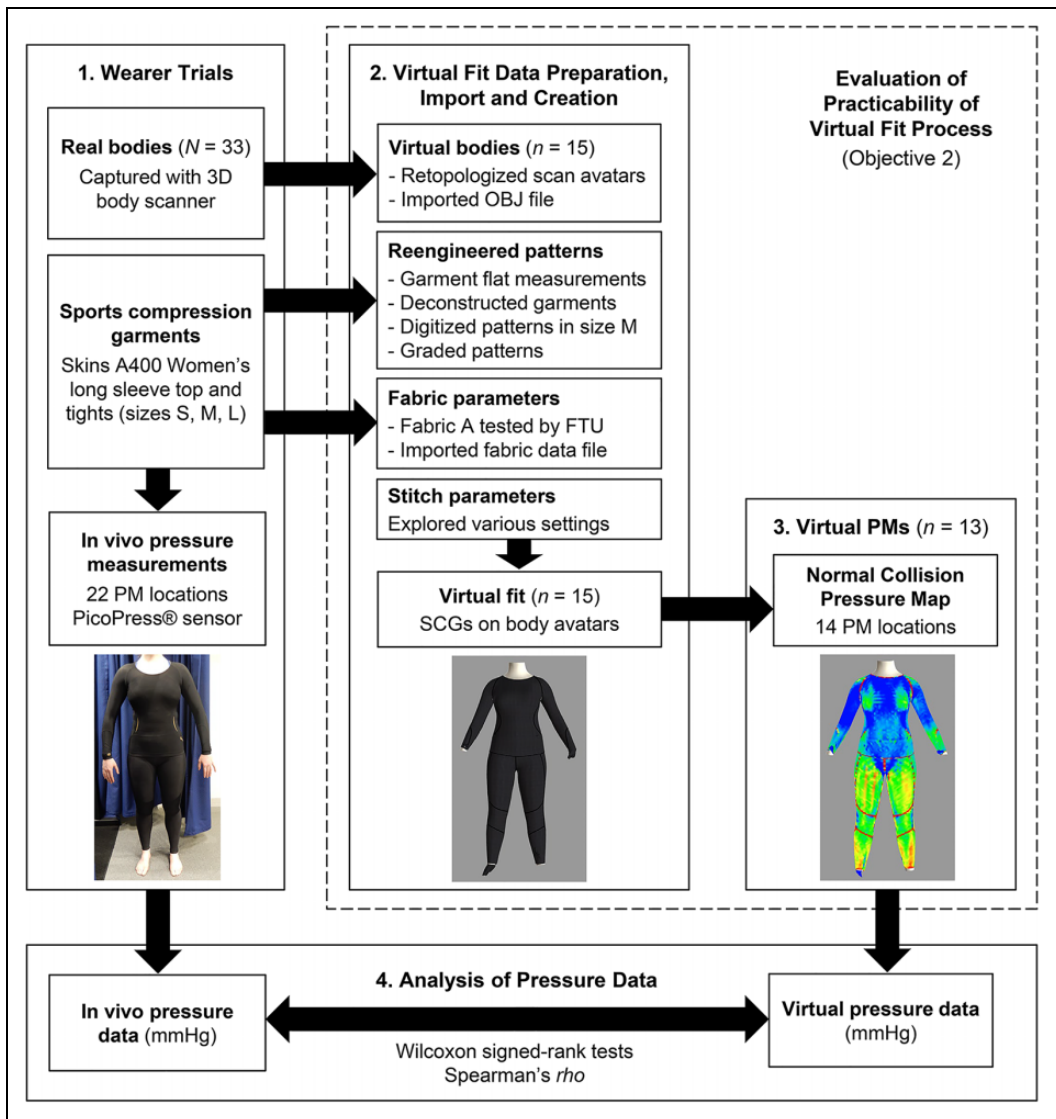 1. Wearer Trials
Real bodies (N = 33)
Captured with 3D
body scanner
Sports compression
garments
Skins A400 Women's
long sleeve top and
tights (sizes S, M, L)
In vivo pressure
measurements
22 PM locations
PicoPress® sensor
2. Virtual Fit Data Preparation,
Import and Creation
Virtual bodies (n = 15)
- Retopologized scan avatars
- Imported OBJ file
Reengineered patterns
- Garment flat measurements
- Deconstructed garments
- Digitized patterns in size M
- Graded patterns
Fabric parameters
- Fabric A tested by FTU
- Imported fabric data file
Stitch parameters
Explored various settings
Virtual fit (n = 15)
SCGs on body avatars
Evaluation of
Practicability of
Virtual Fit Process
(Objective 2)
3. Virtual PMs (n = 13)
Normal Collision
Pressure Map
14 PM locations
4. Analysis of Pressure Data
In vivo pressure
data (mmHg)
Wilcoxon signed-rank tests
Spearman's rho
Virtual pressure data
(mmHg)